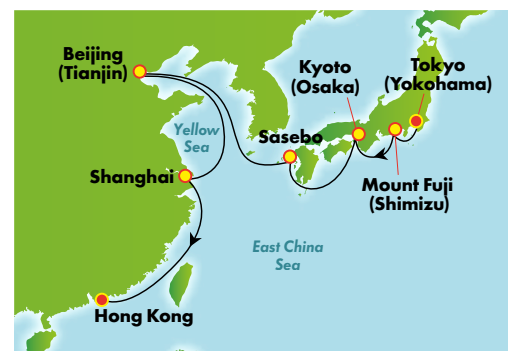 Beijing
(Tianjin)
Kyoto
(Osaka)
Tokyo
(Yokohama)
Yellow
Sea
Sasebo
Shanghai
Mount Fuji
(Shimizu)
East China
Sea
Hong Kong